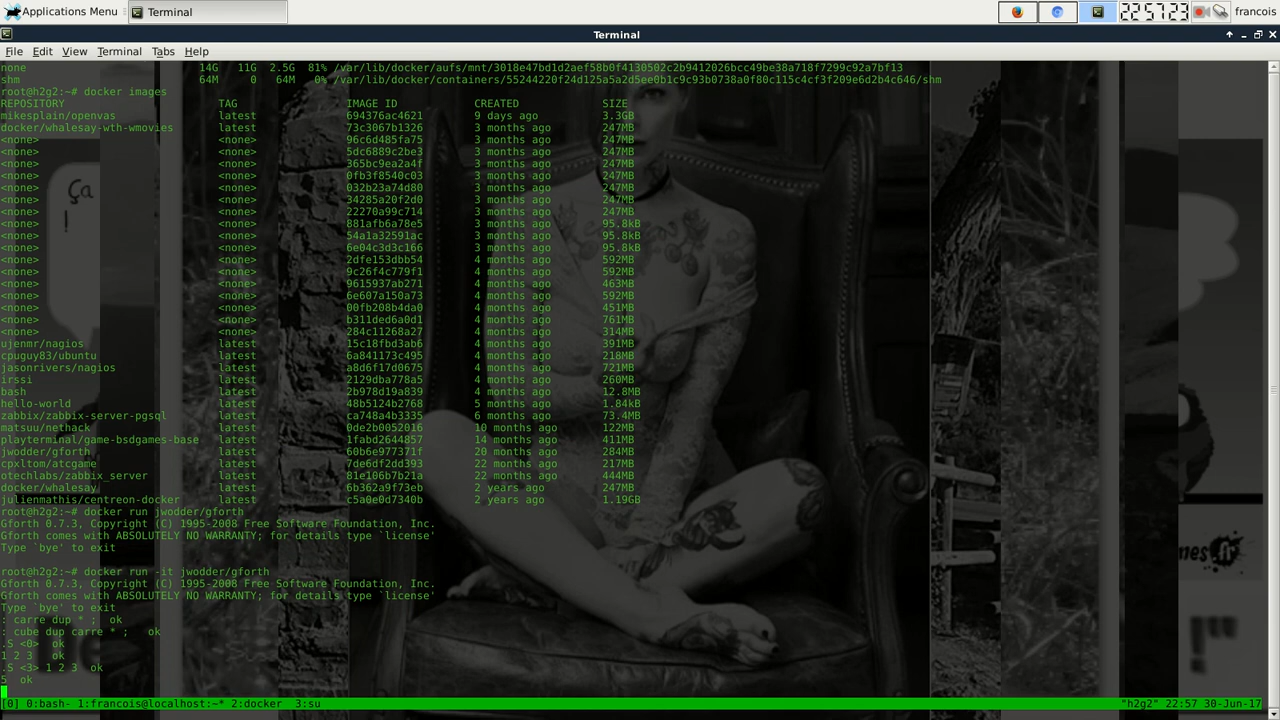 Applications Menu Terminal 22:57:23 francois
Terminal
File Edit View Terminal Tabs Help
none 14G 11G 2.5G 81% /var/lib/docker/aufs/mnt/3018e47bd1d2aef58b0f4130502c2b9412026bcc49be38a718f7299c92a7bf13
shm 64M 0 64M 0% /var/lib/docker/containers/55244220f24d125a5a2d5ee0b1c9c93b0738a0f80c115c4cf3f209e6d2b4c646/shm
root@h2g2:~# docker images
REPOSITORY TAG IMAGE ID CREATED SIZE
mikesplain/openvas latest 694376ac4621 9 days ago 3.3GB
docker/whalesay-wth-wmovies latest 73c3067b1326 3 months ago 247MB
<none> <none> 96c6d485fa75 3 months ago 247MB
<none> <none> 5dc6889c2be3 3 months ago 247MB
<none> <none> 365bc9ea2a4f 3 months ago 247MB
<none> <none> 0fb3f8540c03 3 months ago 247MB
<none> <none> 032b23a74d80 3 months ago 247MB
<none> <none> 34285a20f2d0 3 months ago 247MB
<none> <none> 22270a99c714 3 months ago 247MB
<none> <none> 881afb6a78e5 3 months ago 95.8kB
<none> <none> 54a1a32591ac 3 months ago 95.8kB
<none> <none> 6e04c3d3c166 3 months ago 95.8kB
<none> <none> 2dfe153dbb54 4 months ago 592MB
<none> <none> 9c26f4c779f1 4 months ago 592MB
<none> <none> 9615937ab271 4 months ago 463MB
<none> <none> 6e607a150a73 4 months ago 592MB
<none> <none> 00fb208b4da0 4 months ago 451MB
<none> <none> b311ded6a0d1 4 months ago 761MB
<none> <none> 284c11268a27 4 months ago 314MB
ujenmr/nagios latest 15c18fbd3ab6 4 months ago 391MB
cpuguy83/ubuntu latest 6a841173c495 4 months ago 218MB
jasonrivers/nagios latest a8d6f17d0675 4 months ago 721MB
irssi latest 2129dba778a5 4 months ago 260MB
bash latest 2b978d19a839 4 months ago 12.8MB
hello-world latest 48b5124b2768 5 months ago 1.84kB
zabbix/zabbix-server-pgsql latest ca748a4b3335 6 months ago 73.4MB
matsuu/nethack latest 0de2b0052016 10 months ago 122MB
playterminal/game-bsdgames-base latest 1fabd2644857 14 months ago 411MB
jwodder/gforth latest 60b6e977371f 20 months ago 284MB
cpxltom/atcgame latest 7de6df2dd393 22 months ago 217MB
otechlabs/zabbix_server latest 81e106b7b21a 22 months ago 444MB
docker/whalesay latest 6b362a9f73eb 2 years ago 247MB
julienmathis/centreon-docker latest c5a0e0d7340b 2 years ago 1.19GB
root@h2g2:~# docker run jwodder/gforth
Gforth 0.7.3, Copyright (C) 1995-2008 Free Software Foundation, Inc.
Gforth comes with ABSOLUTELY NO WARRANTY; for details type `license'
Type `bye' to exit
root@h2g2:~# docker run -it jwodder/gforth
Gforth 0.7.3, Copyright (C) 1995-2008 Free Software Foundation, Inc.
Gforth comes with ABSOLUTELY NO WARRANTY; for details type `license'
Type `bye' to exit
: carre dup * ;  ok
: cube dup carre * ;   ok
.S <0>  ok
1 2 3   ok
.S <3> 1 2 3  ok
5  ok
[0] 0:bash- 1:francois@localhost:~* 2:docker  3:su "h2g2" 22:57 30-Jun-17
Ça
!